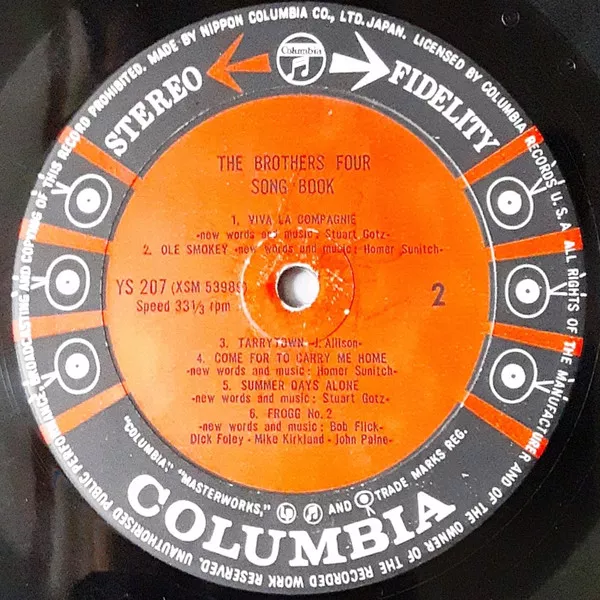 OF THIS RECORD PROHIBITED. MADE BY NIPPON COLUMBIA CO., LTD. JAPAN. LICENSED BY COLUMBIA RECORDS U.S.A. ALL RIGHTS OF THE MANUFACTURER AND OF THE OWNER OF THE RECORDED WORK RESERVED. UNAUTHORISED PUBLIC PERFORMANCE BROADCASTING AND COPYING
STEREO
Columbia
FIDELITY
THE BROTHERS FOUR
SONG BOOK
1. VIVA LA COMPAGNIE
-new words and music: Stuart Gotz-
2. OLE SMOKEY -new words and music: Homer Sunitch-
YS 207 (XSM 53989)
Speed 33⅓ rpm
2
3. TARRYTOWN -J. Allison-
4. COME FOR TO CARRY ME HOME
-new words and music: Homer Sunitch-
5. SUMMER DAYS ALONE
-new words and music: Stuart Gotz-
6. FROGG No. 2
-new words and music: Bob Flick-
Dick Foley - Mike Kirklund - John Paine-
"COLUMBIA," "MASTERWORKS," AND TRADE MARKS REG.
COLUMBIA